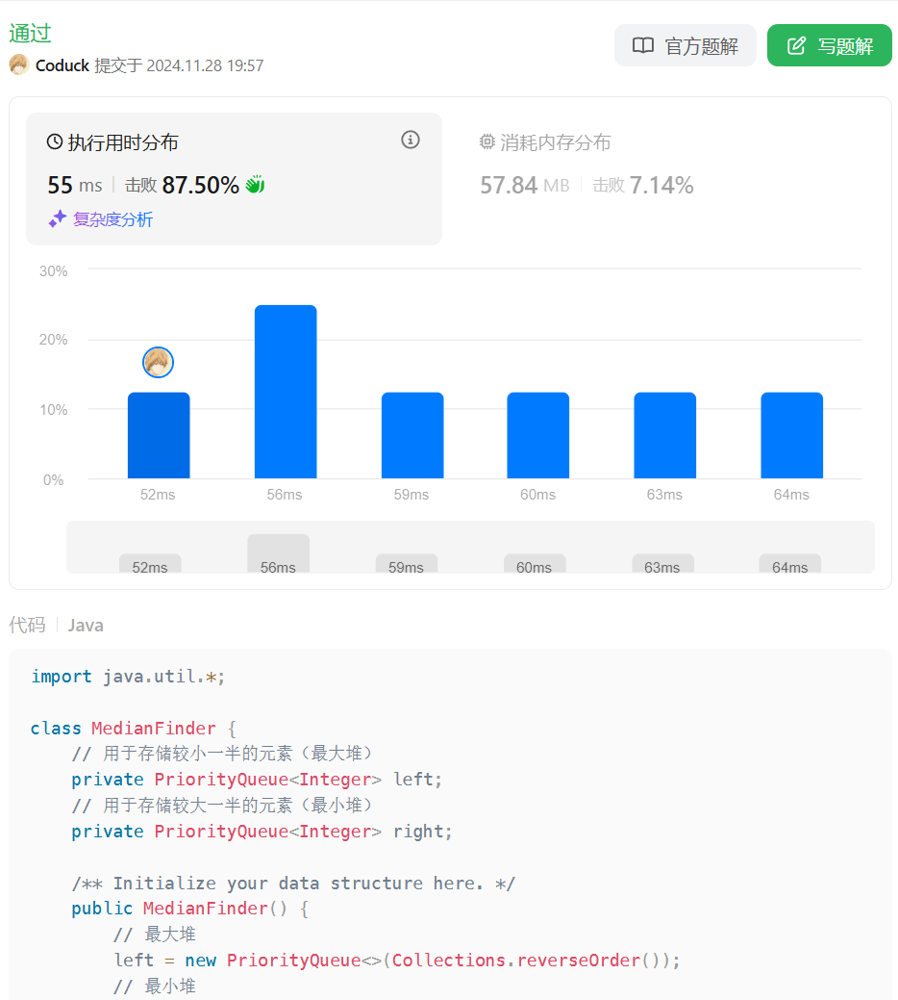 通过
官方题解
写题解
Coduck 提交于 2024.11.28 19:57
执行用时分布
消耗内存分布
55 ms 击败 87.50%
57.84 MB 击败 7.14%
复杂度分析
30%
20%
10%
0%
52ms 56ms 59ms 60ms 63ms 64ms
52ms 56ms 59ms 60ms 63ms 64ms
代码 Java
import java.util.*;
class MedianFinder {
    // 用于存储较小一半的元素（最大堆）
    private PriorityQueue<Integer> left;
    // 用于存储较大一半的元素（最小堆）
    private PriorityQueue<Integer> right;
    /** Initialize your data structure here. */
    public MedianFinder() {
        // 最大堆
        left = new PriorityQueue<>(Collections.reverseOrder());
        // 最小堆